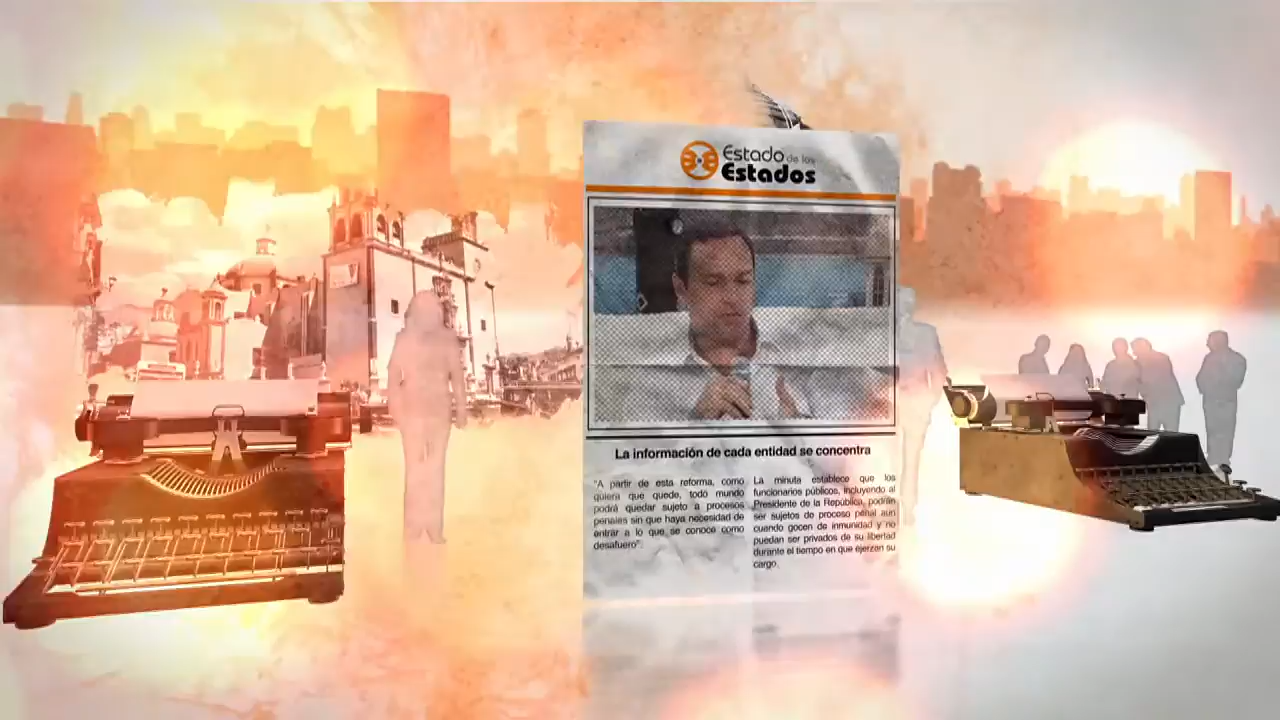 Estado de los
Estados
La información de cada entidad se concentra
"A partir de esta reforma, como
quiera que quede, todo mundo
podrá quedar sujeto a procesos
penales sin que haya necesidad de
entrar a lo que se conoce como
desafuero".
La minuta establece que los
funcionarios públicos, incluyendo al
Presidente de la República, podrán
ser sujetos de proceso penal aun
cuando gocen de inmunidad y no
puedan ser privados de su libertad
durante el tiempo en que ejerzan su
cargo.